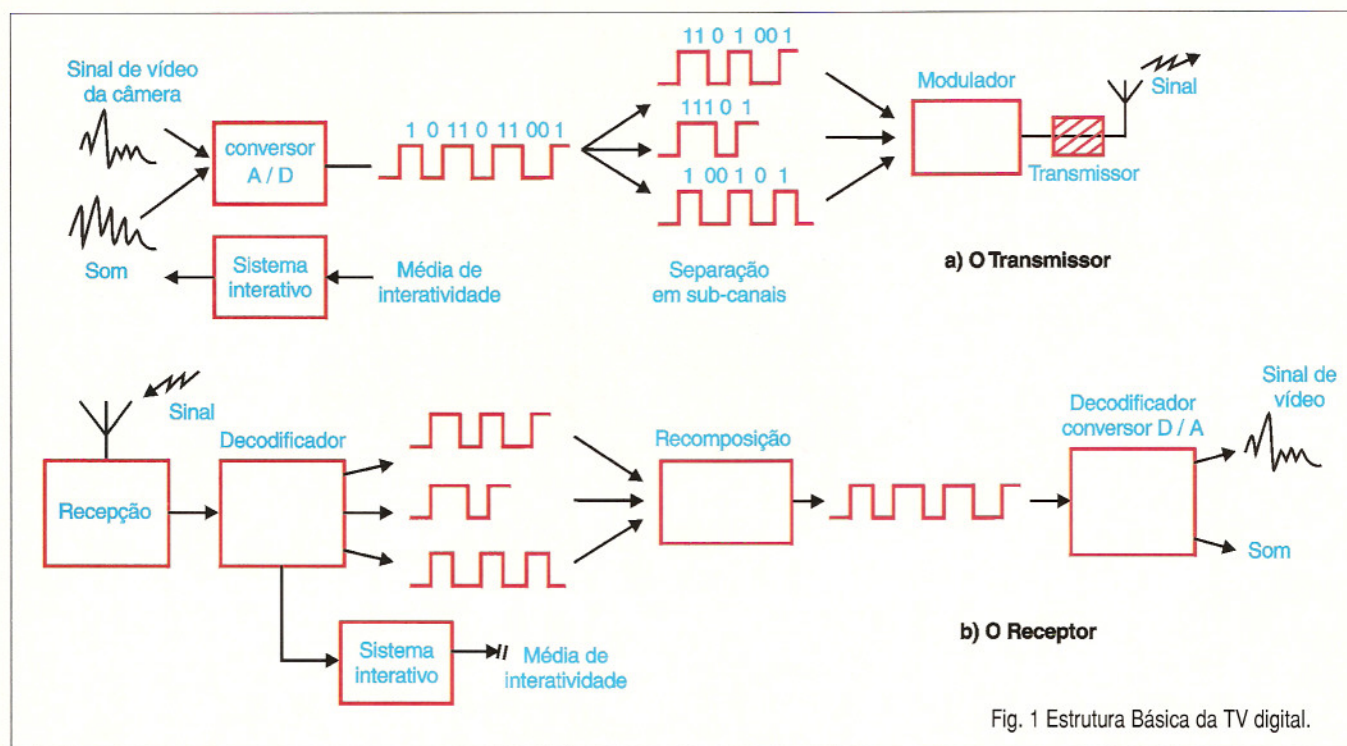 Sinal de vídeo
da câmera
conversor
A / D
1 0 11 0 11 00 1
11 0 1 00 1
111 0 1
1 00 1 0 1
Modulador
Sinal
Transmissor
Som
Sistema
interativo
Média de
interatividade
Separação
em sub-canais
a) O Transmissor
Sinal
Recepção
Decodificador
Recomposição
Decodificador
conversor D / A
Sinal de
vídeo
Som
Sistema
interativo
Média de
interatividade
b) O Receptor
Fig. 1 Estrutura Básica da TV digital.